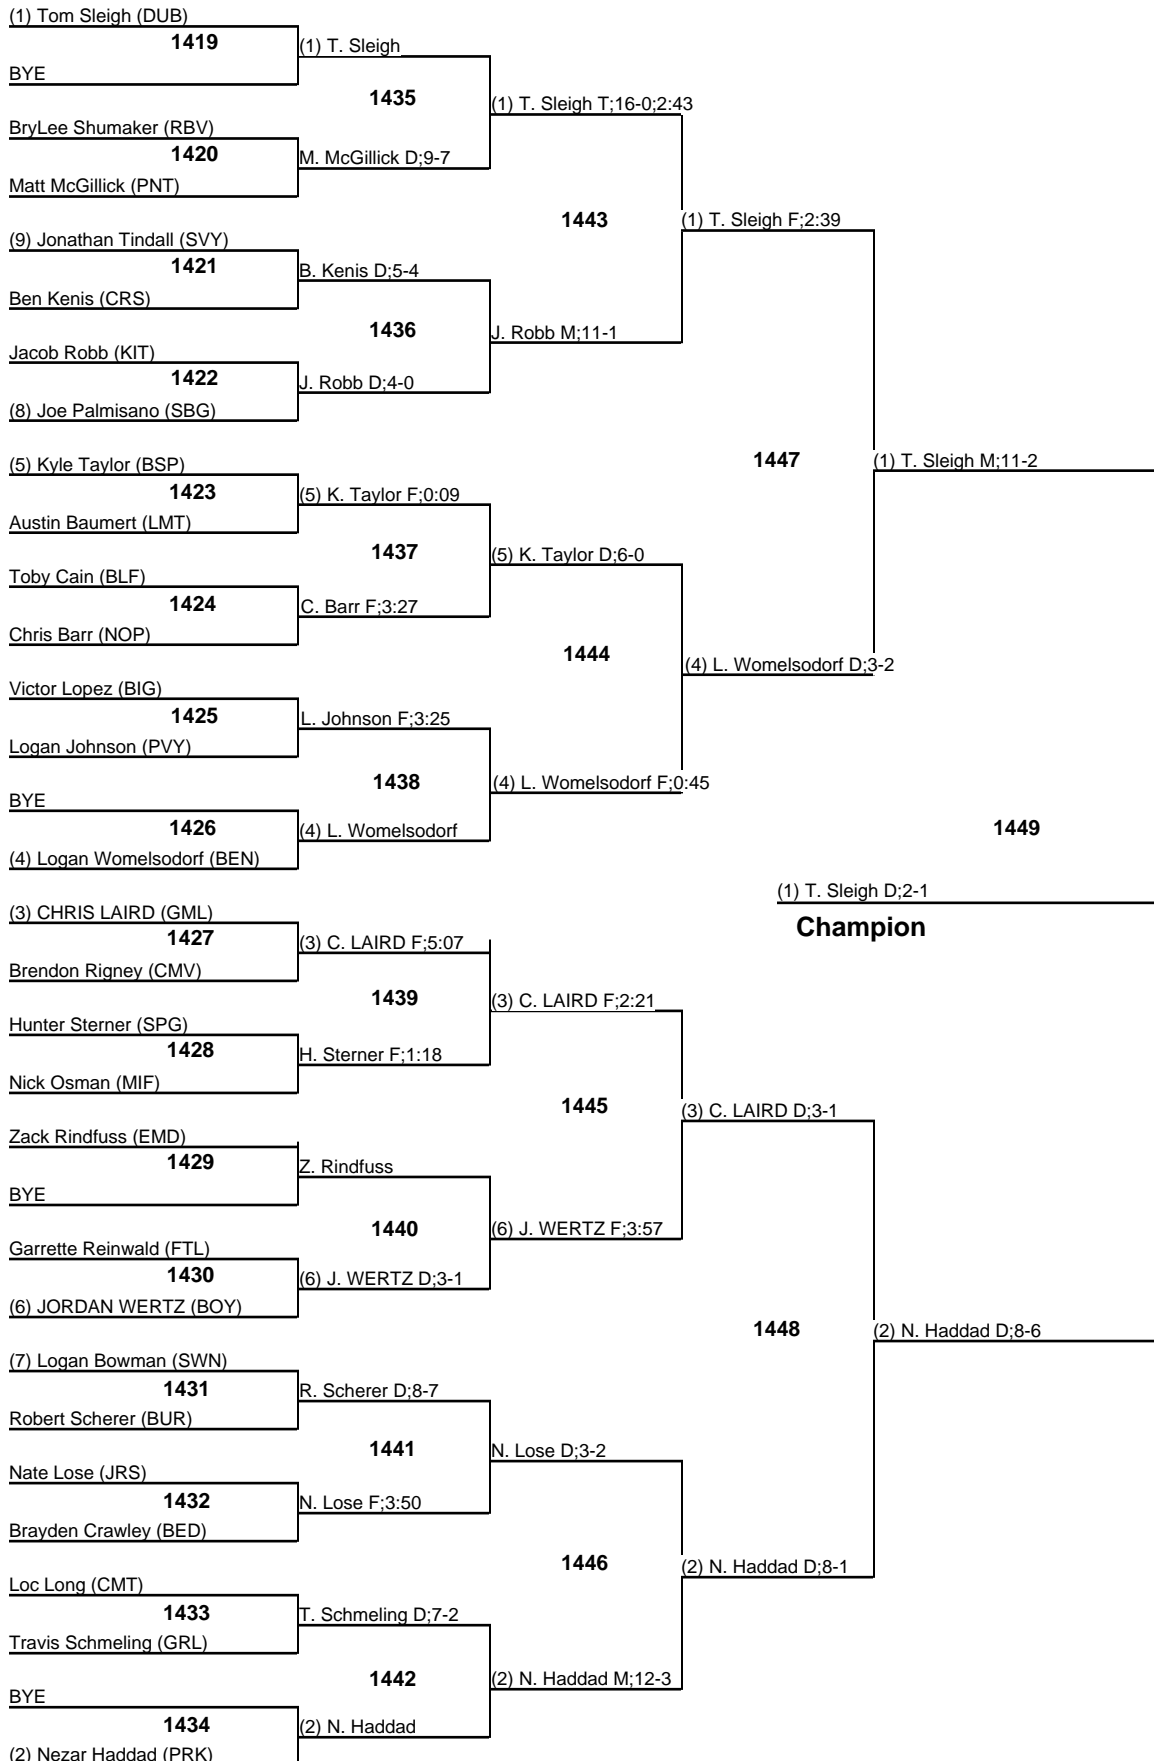 (1) Tom Sleigh (DUB)
1419
BYE
(1) T. Sleigh
1435
(1) T. Sleigh T;16-0;2:43
BryLee Shumaker (RBV)
1420
M. McGillick D;9-7
Matt McGillick (PNT)
1443
(1) T. Sleigh F;2:39
(9) Jonathan Tindall (SVY)
1421
B. Kenis D;5-4
Ben Kenis (CRS)
1436
J. Robb M;11-1
Jacob Robb (KIT)
1422
J. Robb D;4-0
(8) Joe Palmisano (SBG)
1447
(1) T. Sleigh M;11-2
(5) Kyle Taylor (BSP)
1423
(5) K. Taylor F;0:09
Austin Baumert (LMT)
1437
(5) K. Taylor D;6-0
Toby Cain (BLF)
1424
C. Barr F;3:27
Chris Barr (NOP)
1444
(4) L. Womelsodorf D;3-2
Victor Lopez (BIG)
1425
L. Johnson F;3:25
Logan Johnson (PVY)
1438
(4) L. Womelsodorf F;0:45
BYE
1426
(4) L. Womelsodorf
(4) Logan Womelsodorf (BEN)
1449
(1) T. Sleigh D;2-1
Champion
(3) CHRIS LAIRD (GML)
1427
(3) C. LAIRD F;5:07
Brendon Rigney (CMV)
1439
(3) C. LAIRD F;2:21
Hunter Sterner (SPG)
1428
H. Sterner F;1:18
Nick Osman (MIF)
1445
(3) C. LAIRD D;3-1
Zack Rindfuss (EMD)
1429
Z. Rindfuss
BYE
1440
(6) J. WERTZ F;3:57
Garrette Reinwald (FTL)
1430
(6) J. WERTZ D;3-1
(6) JORDAN WERTZ (BOY)
1448
(2) N. Haddad D;8-6
(7) Logan Bowman (SWN)
1431
R. Scherer D;8-7
Robert Scherer (BUR)
1441
N. Lose D;3-2
Nate Lose (JRS)
1432
N. Lose F;3:50
Brayden Crawley (BED)
1446
(2) N. Haddad D;8-1
Loc Long (CMT)
1433
T. Schmeling D;7-2
Travis Schmeling (GRL)
1442
(2) N. Haddad M;12-3
BYE
1434
(2) N. Haddad
(2) Nezar Haddad (PRK)